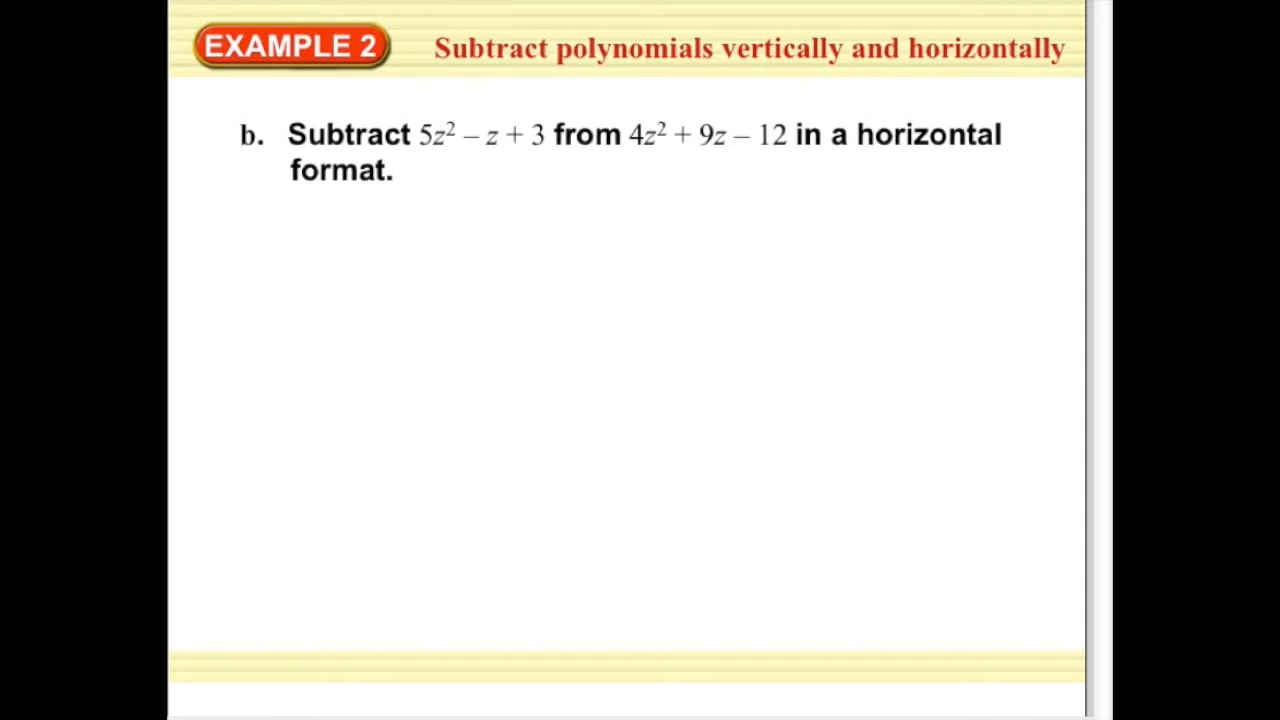 EXAMPLE 2
Subtract polynomials vertically and horizontally
b. Subtract 5z² – z + 3 from 4z² + 9z – 12 in a horizontal
format.